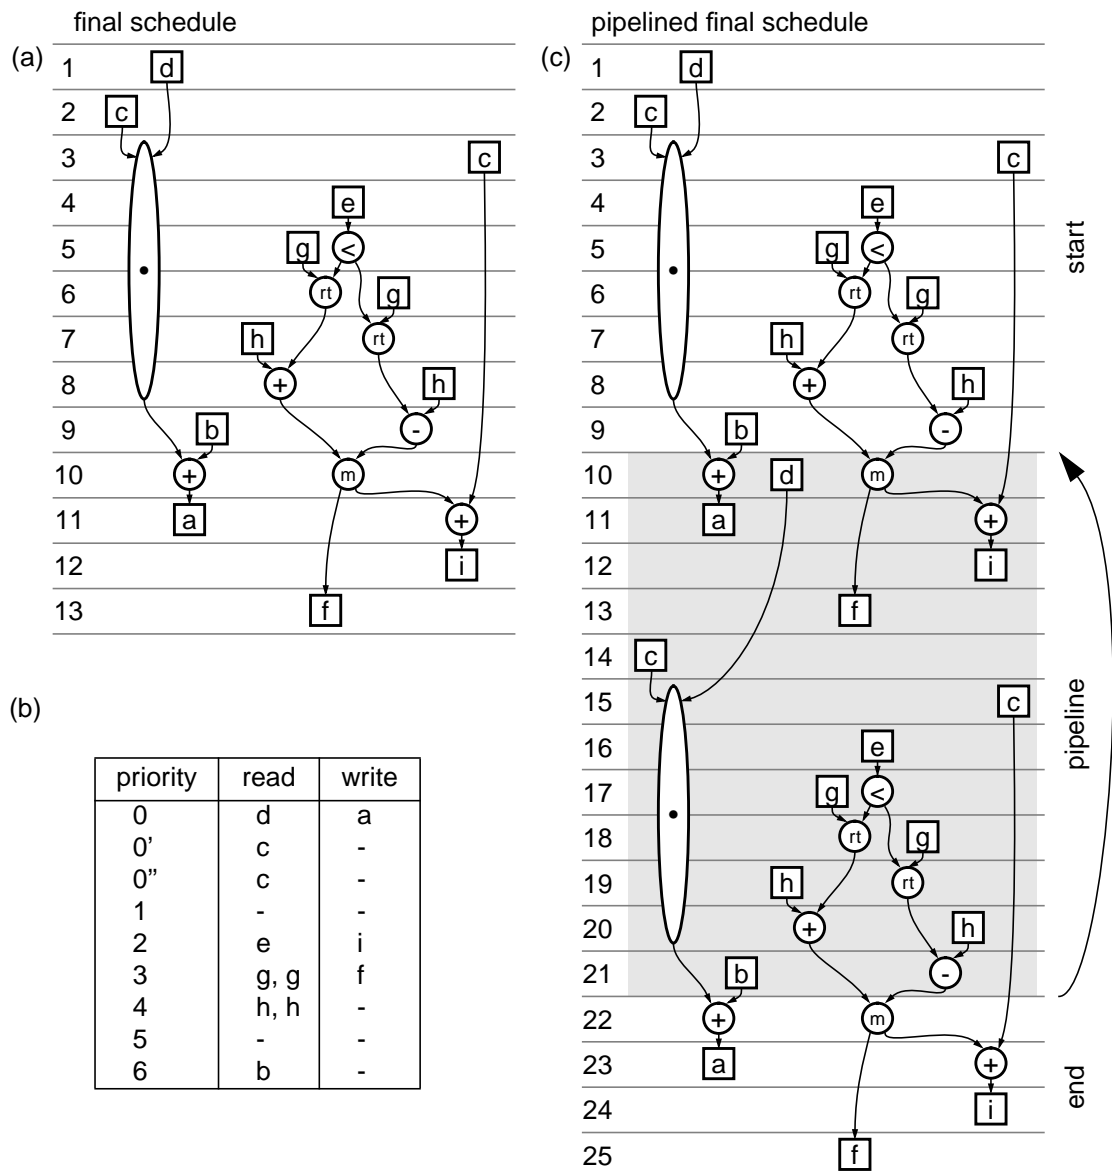 final schedule
(a)
1 d
2 c
3 c
4 e
5 g <
6 rt g
7 h rt
8 + h
9 b -
10 + m
11 a +
12 i
13 f
(b)
priority read write
0 d a
0’ c -
0” c -
1 - -
2 e i
3 g, g f
4 h, h -
5 - -
6 b -
pipelined final schedule
(c)
1 d
2 c
3 c
4 e
5 g <
6 rt g
7 h rt
8 + h
9 b -
10 + d m
11 a +
12 i
13 f
14 c
15 c
16 e
17 g <
18 rt g
19 h rt
20 + h
21 b -
22 + m
23 a +
24 i
25 f
start
pipeline
end